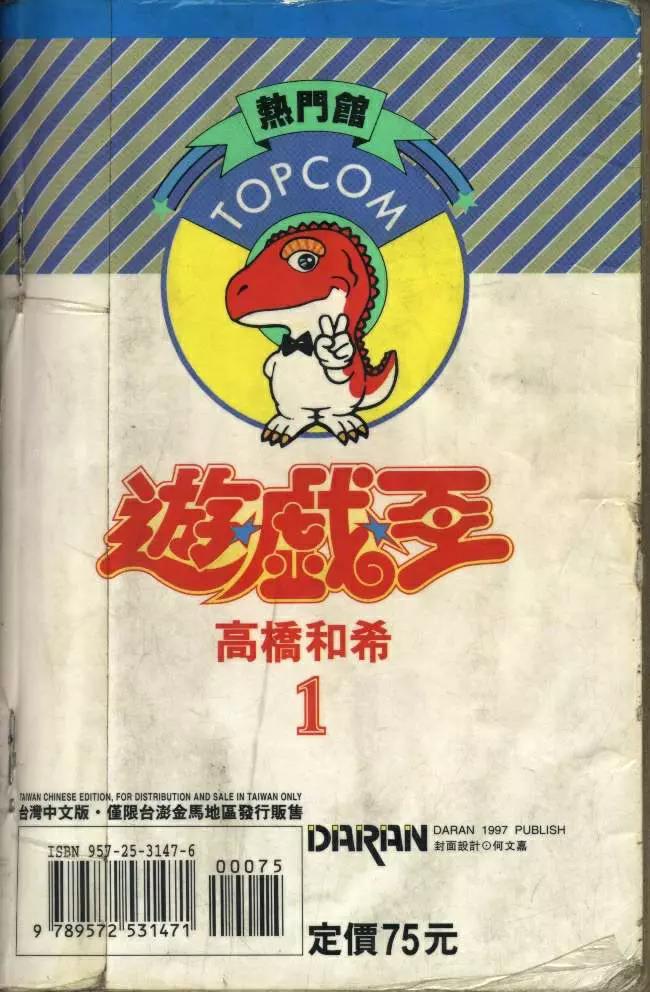 熱門館
TOPCOM
遊戲王
高橋和希
1
TAIWAN CHINESE EDITION, FOR DISTRIBUTION AND SALE IN TAIWAN ONLY
台灣中文版・僅限台澎金馬地區發行販售
ISBN 957-25-3147-6
00075
9 789572 531471
DARAN
DARAN 1997 PUBLISH
封面設計⊙何文嘉
定價75元